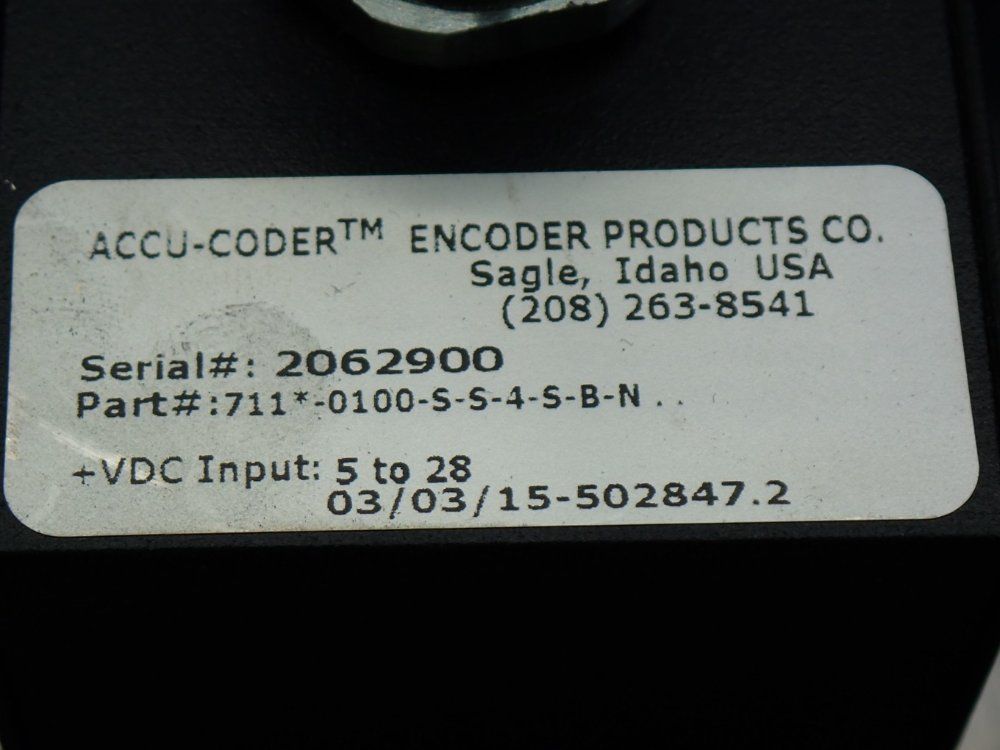 ACCU-CODER™ ENCODER PRODUCTS CO.
Sagle, Idaho USA
(208) 263-8541
Serial#: 2062900
Part#:711*-0100-S-S-4-S-B-N . .
+VDC Input: 5 to 28
03/03/15-502847.2